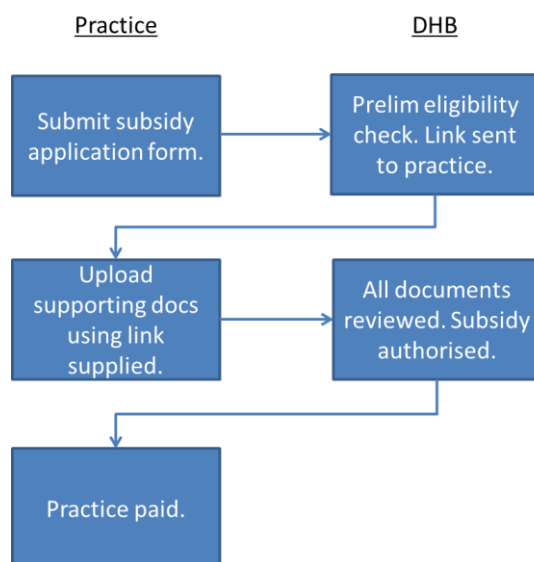 Practice
DHB
Submit subsidy
application form.
Prelim eligibility
check. Link sent
to practice.
Upload
supporting docs
using link
supplied.
All documents
reviewed. Subsidy
authorised.
Practice paid.